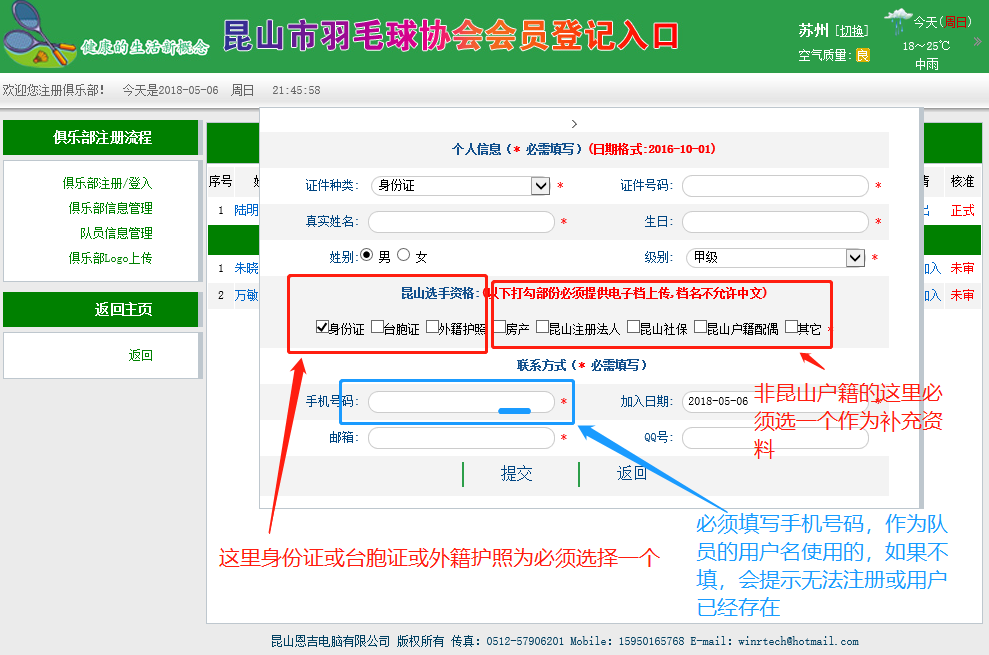 健康的生活新概念
昆山市羽毛球协会会员登记入口
苏州 [切换]
空气质量: 良
今天(周日)
18～25℃
中雨
欢迎您注册俱乐部! 今天是2018-05-06 周日 21:45:58
俱乐部注册流程
俱乐部注册/登入
俱乐部信息管理
队员信息管理
俱乐部Logo上传
返回主页
返回
序号
1 陆明
1 朱晓
2 万敏
核准
正式
加入 未审
加入 未审
个人信息 (* 必需填写) (日期格式:2016-10-01)
证件种类: 身份证 * 证件号码: *
真实姓名: * 生日: *
姓别: 男 女 级别: 甲级 *
昆山选手资格: (以下打勾部份必须提供电子档上传,档名不允许中文)
身份证 台胞证 外籍护照 房产 昆山注册法人 昆山社保 昆山户籍配偶 其它 *
联系方式 (* 必需填写)
手机号码: * 加入日期: 2018-05-06 *
邮箱: * QQ号:
提交 返回
非昆山户籍的这里必
须选一个作为补充资
料
这里身份证或台胞证或外籍护照为必须选择一个
必须填写手机号码，作为队
员的用户名使用的，如果不
填，会提示无法注册或用户
已经存在
昆山恩吉电脑有限公司 版权所有 传真: 0512-57906201 Mobile: 15950165768 E-mail: winrtech@hotmail.com